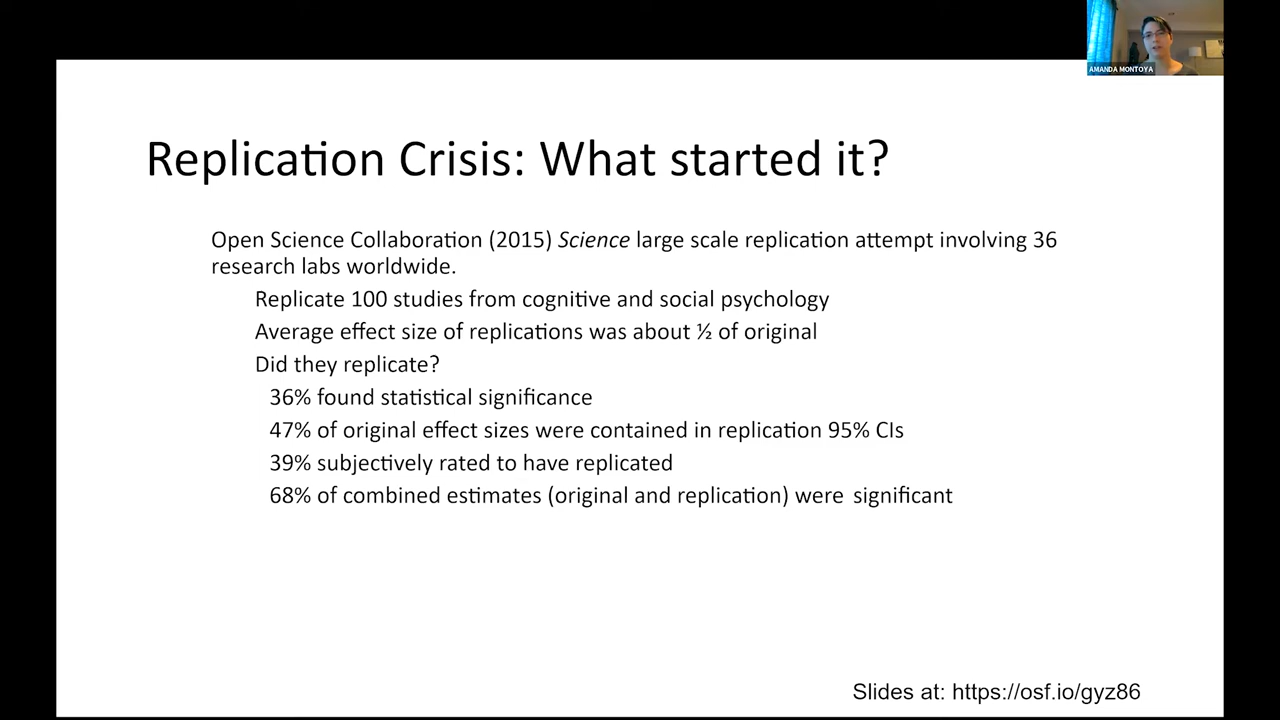 AMANDA MONTOYA
Replication Crisis: What started it?
Open Science Collaboration (2015) Science large scale replication attempt involving 36
research labs worldwide.
Replicate 100 studies from cognitive and social psychology
Average effect size of replications was about ½ of original
Did they replicate?
36% found statistical significance
47% of original effect sizes were contained in replication 95% CIs
39% subjectively rated to have replicated
68% of combined estimates (original and replication) were significant
Slides at: https://osf.io/gyz86